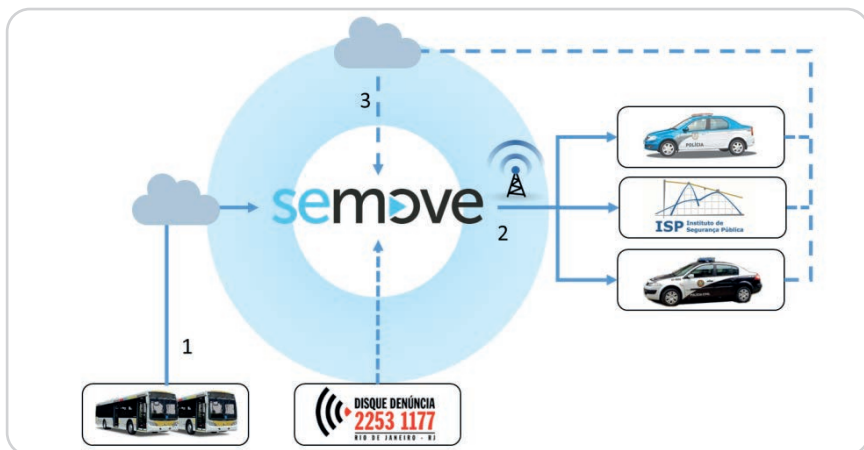 3
POLÍCIA
semove
2
ISP Instituto de
Segurança Pública
1
DISQUE DENÚNCIA
2253 1177
RIO DE JANEIRO - RJ